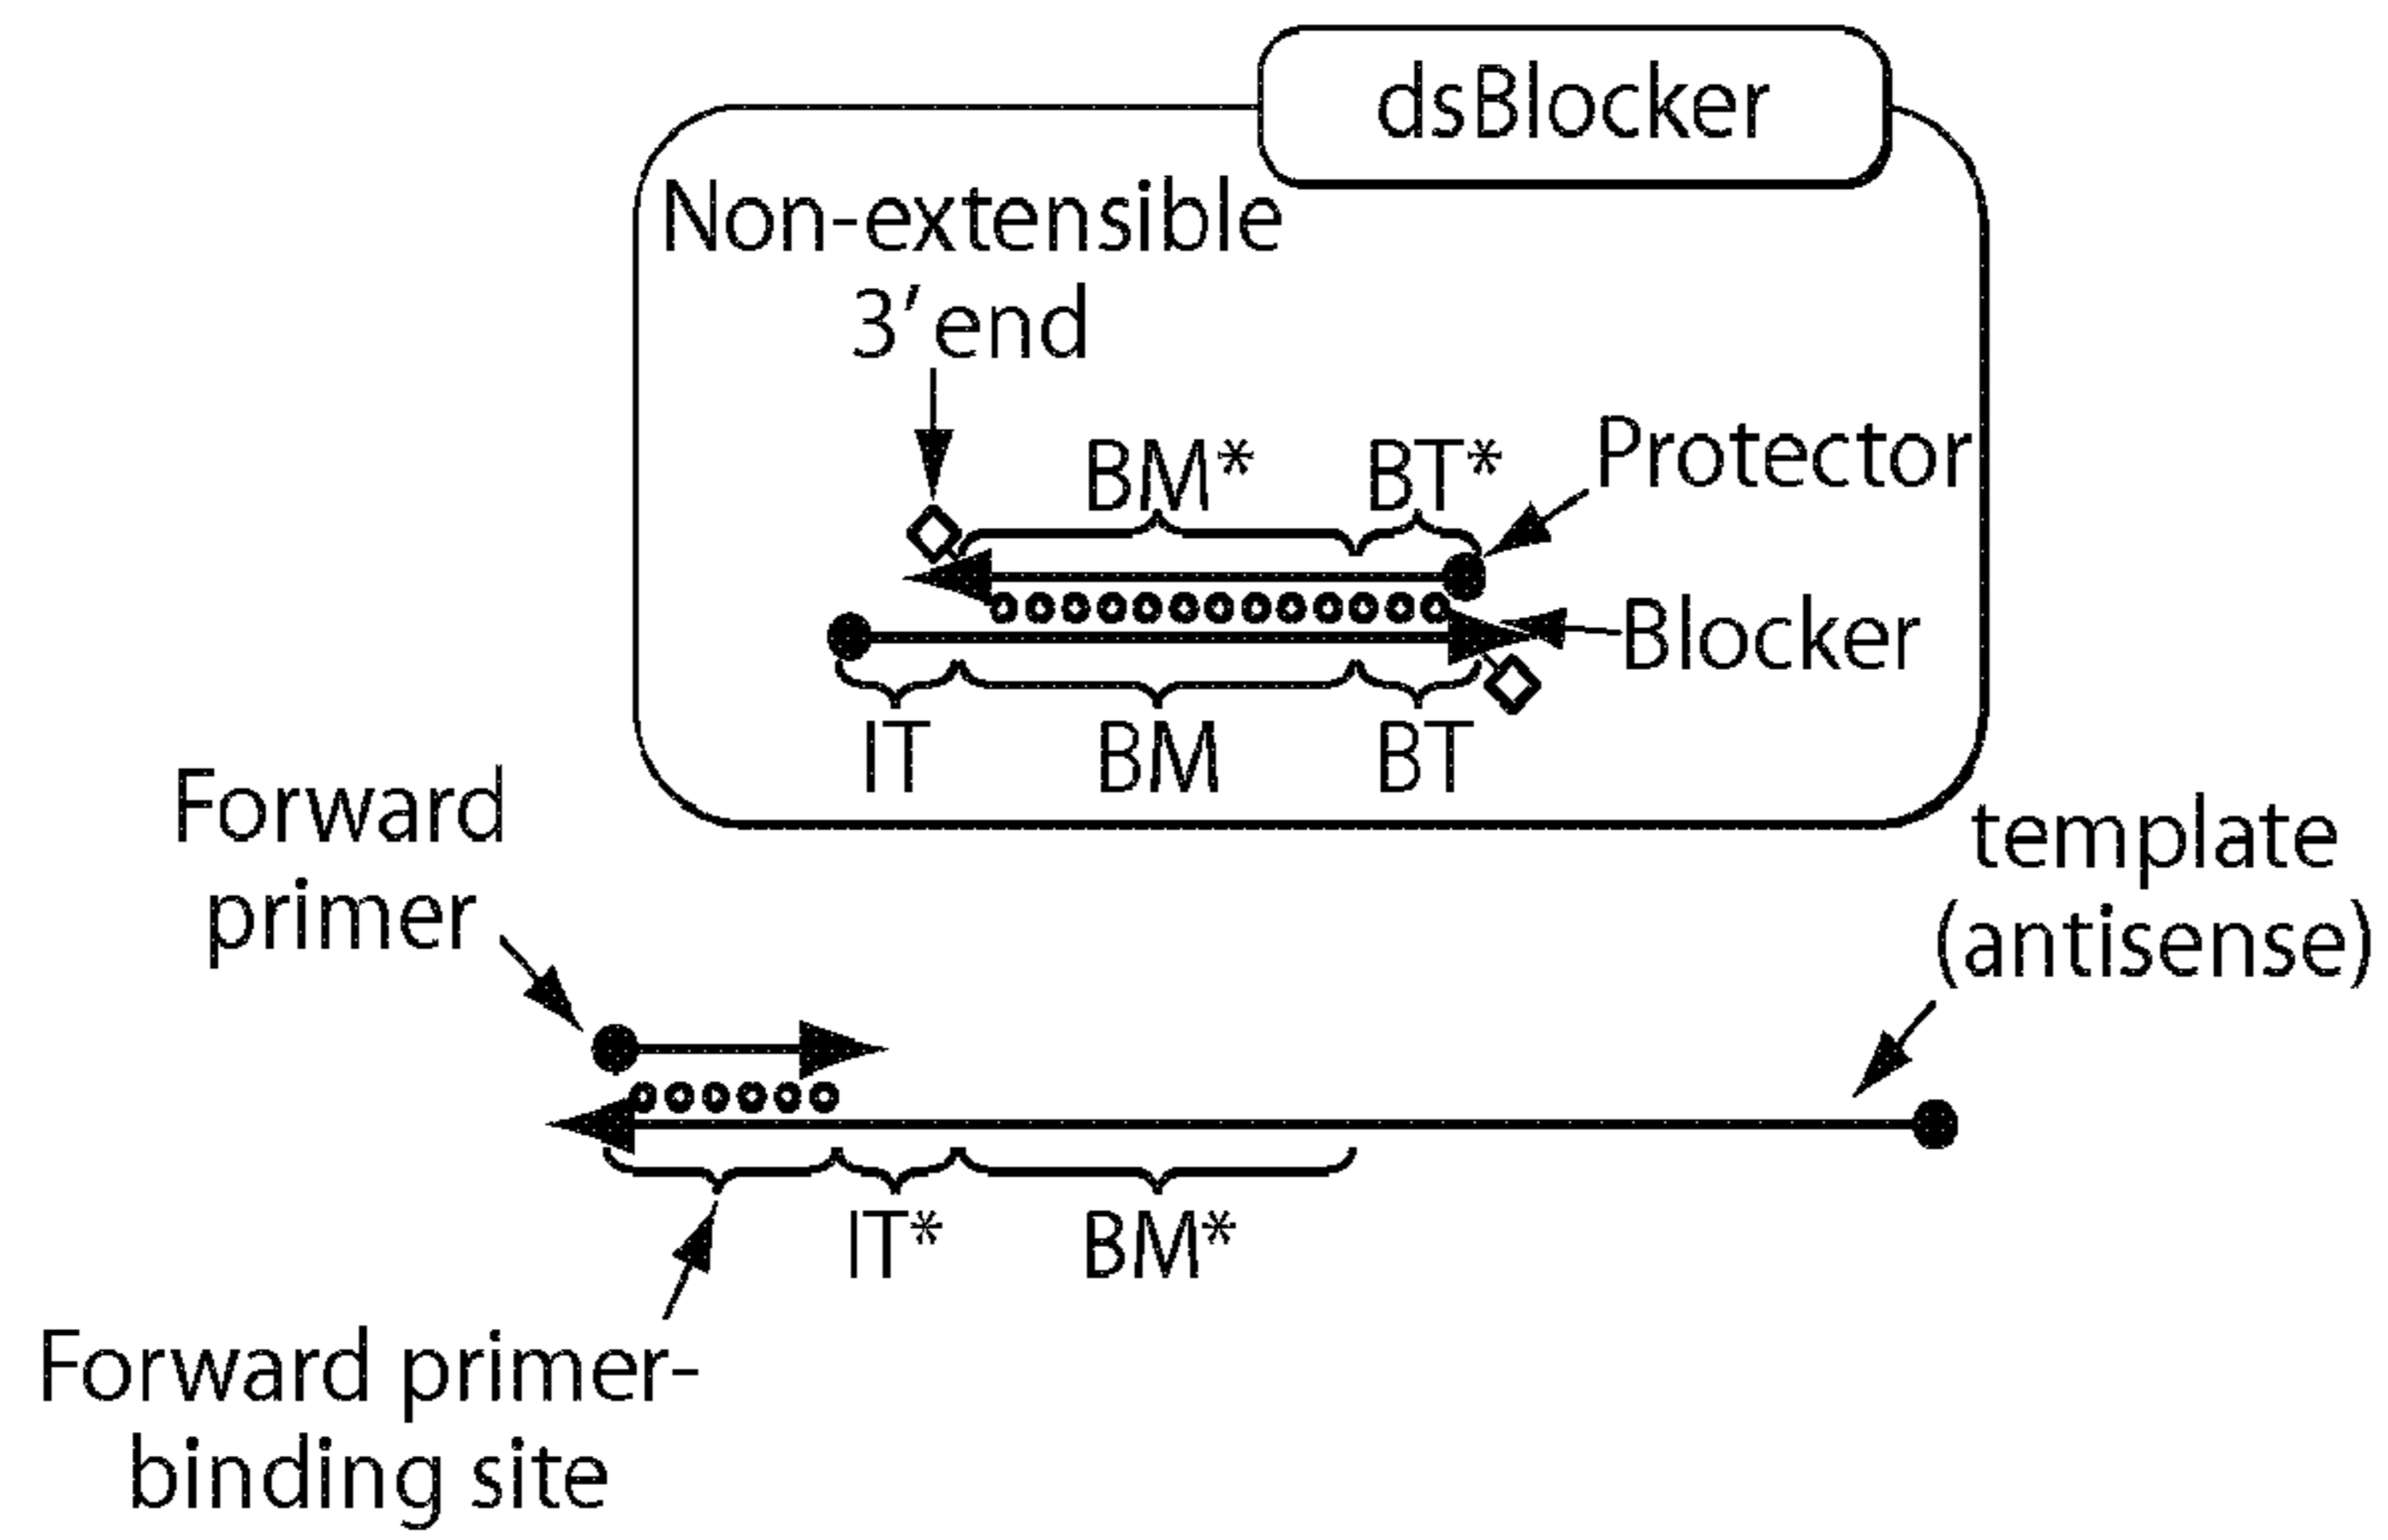 dsBlocker
Non-extensible
3′end
BM*
BT*
Protector
Blocker
IT
BM
BT
Forward
primer
template
(antisense)
IT*
BM*
Forward primer-
binding site